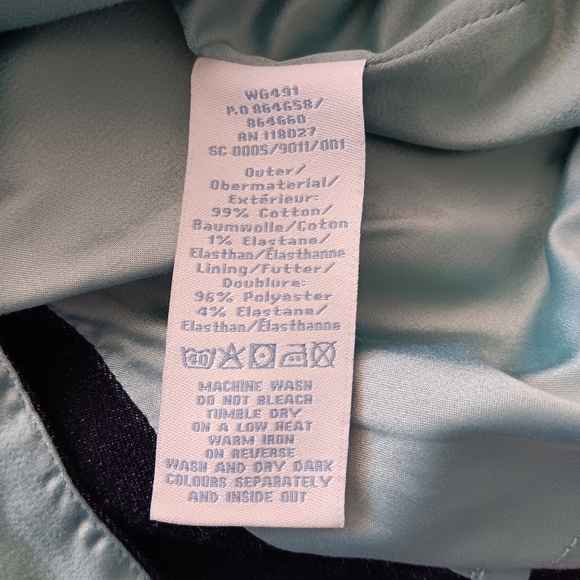 WG491
P.O 864658/
864660
RN 118027
SC 0005/9011/001
Outer/
Obermaterial/
Extérieur:
99% Cotton/
Baumwolle/Coton
1% Elastane/
Elasthan/Élasthanne
Lining/Futter/
Doublure:
96% Polyester
4% Elastane/
Elasthan/Élasthanne
40
MACHINE WASH
DO NOT BLEACH
TUMBLE DRY
ON A LOW HEAT
WARM IRON
ON REVERSE
WASH AND DRY DARK
COLOURS SEPARATELY
AND INSIDE OUT